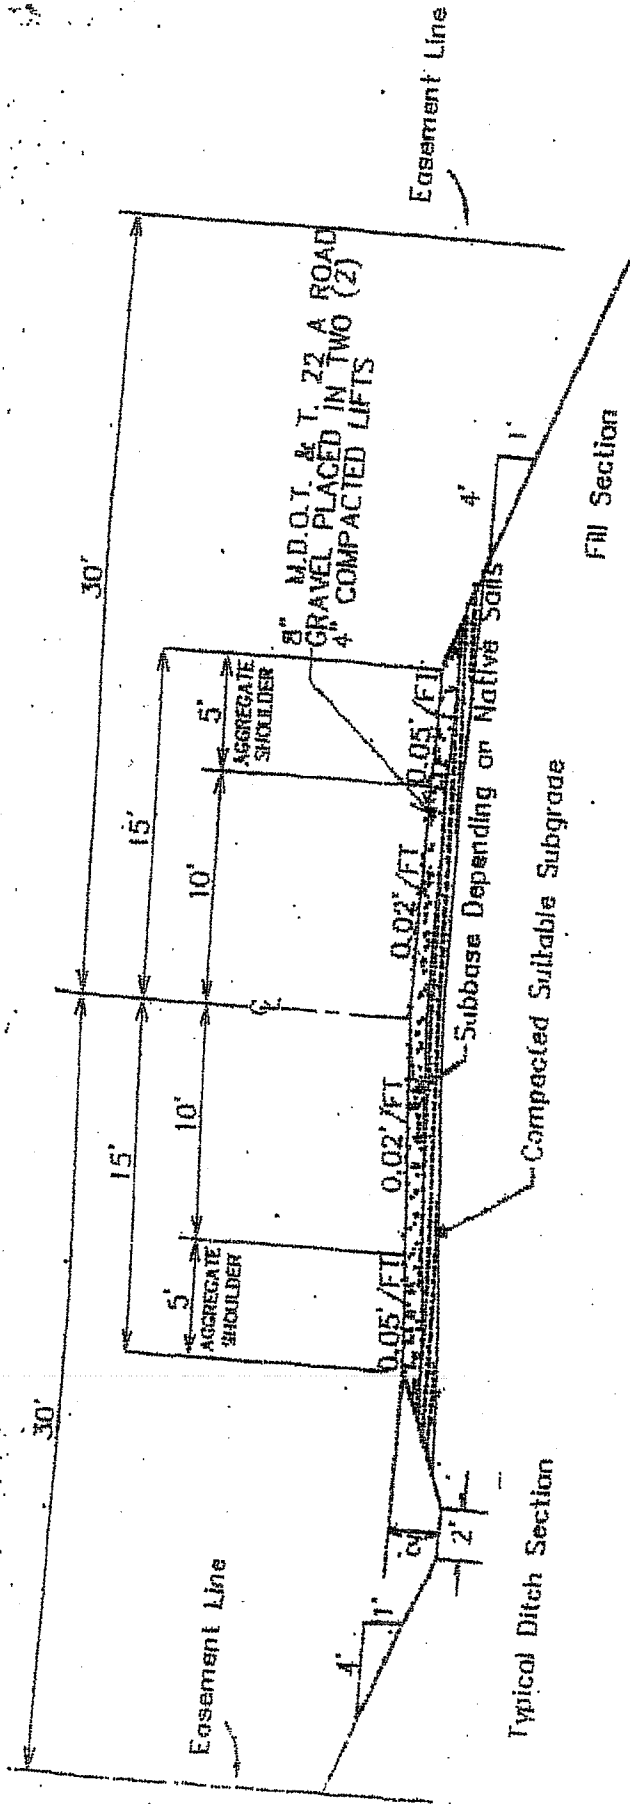 30'
30'
15'
15'
5'
10'
10'
5'
AGGREGATE
SHOULDER
AGGREGATE
SHOULDER
Easement Line
Easement Line
8" M.D.O.T. & T. 22 A ROAD
GRAVEL PLACED IN TWO (2)
4" COMPACTED LIFTS
CL
0.05'/FT
0.02'/FT
0.02'/FT
0.05'/FT
4'
1'
2'
2'
4'
1'
Subbase Depending on Native Soils
Compacted Suitable Subgrade
Typical Ditch Section
Fill Section